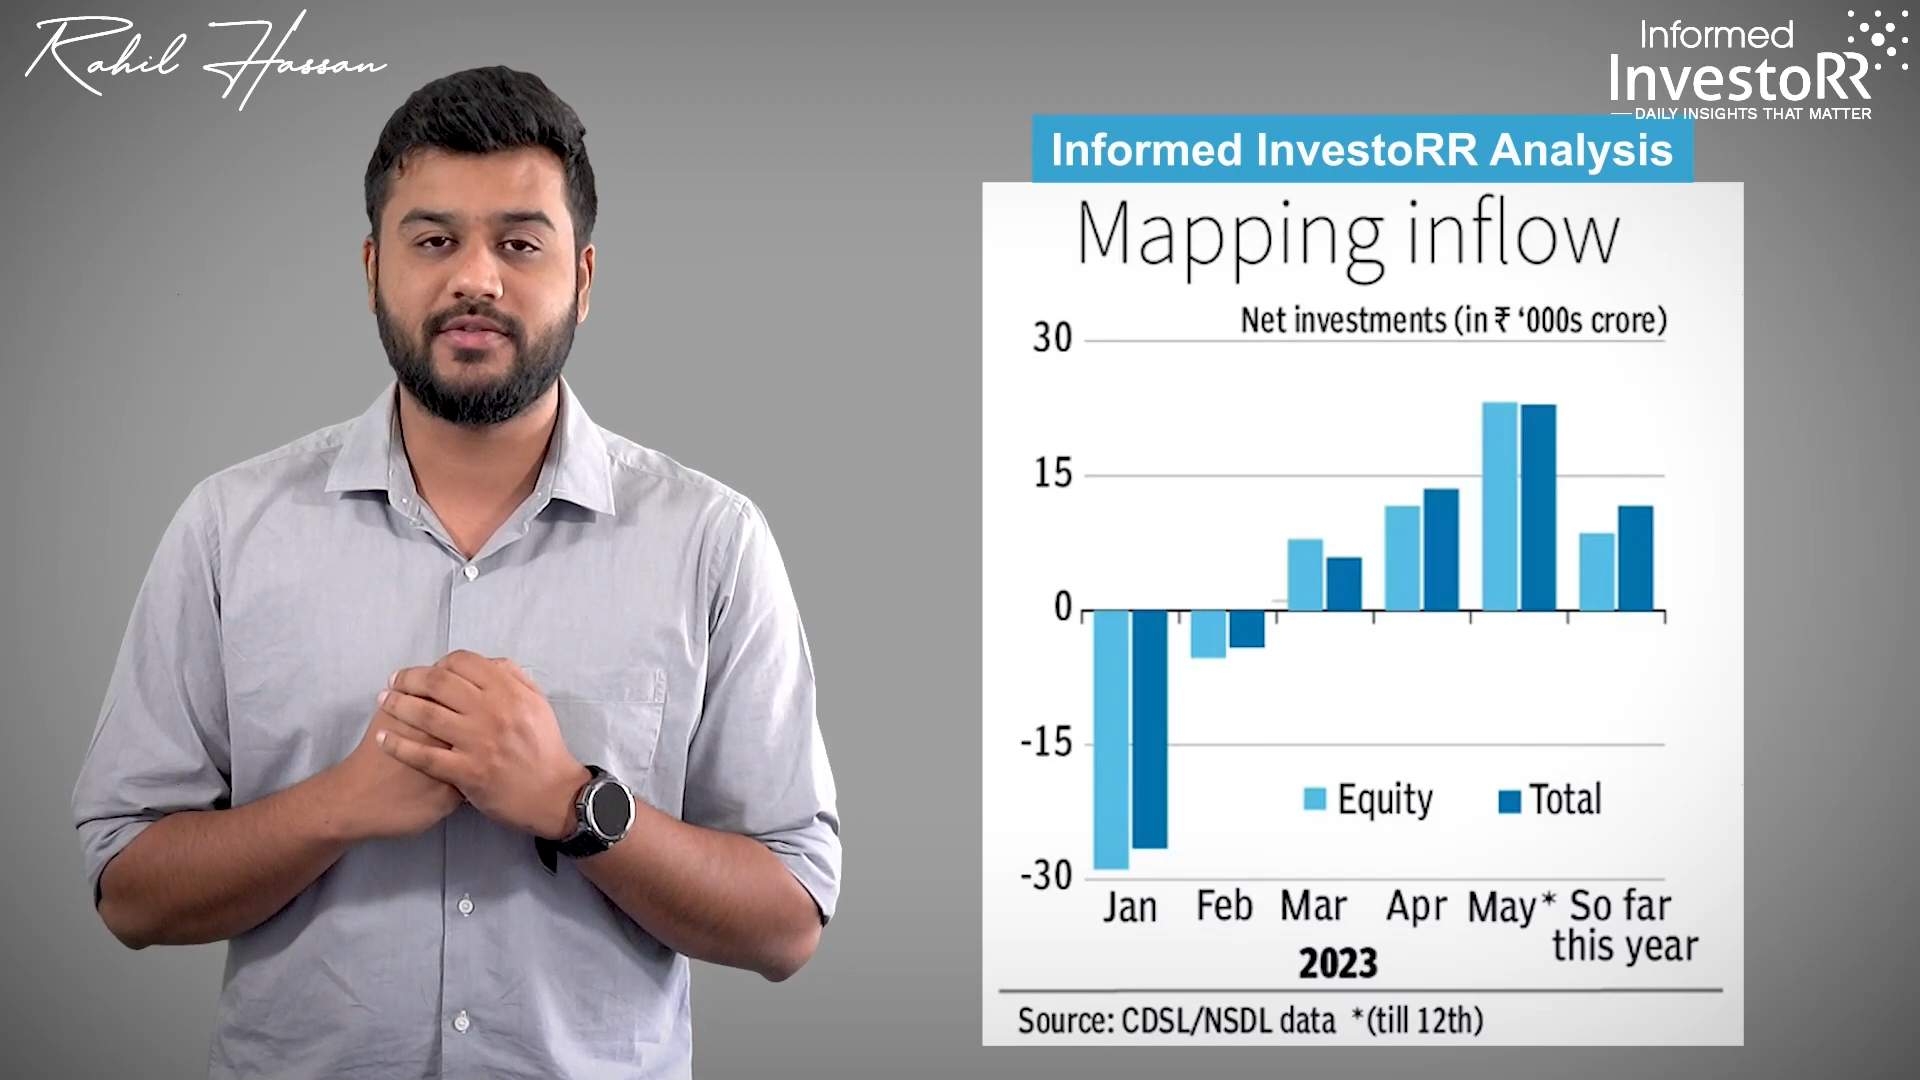 Rahil Hassan
Informed
InvestoRR
DAILY INSIGHTS THAT MATTER
Informed InvestoRR Analysis
Mapping inflow
Net investments (in ₹ ‘000s crore)
30
15
0
-15
-30
Equity Total
Jan Feb Mar Apr May* So far
this year
2023
Source: CDSL/NSDL data *(till 12th)